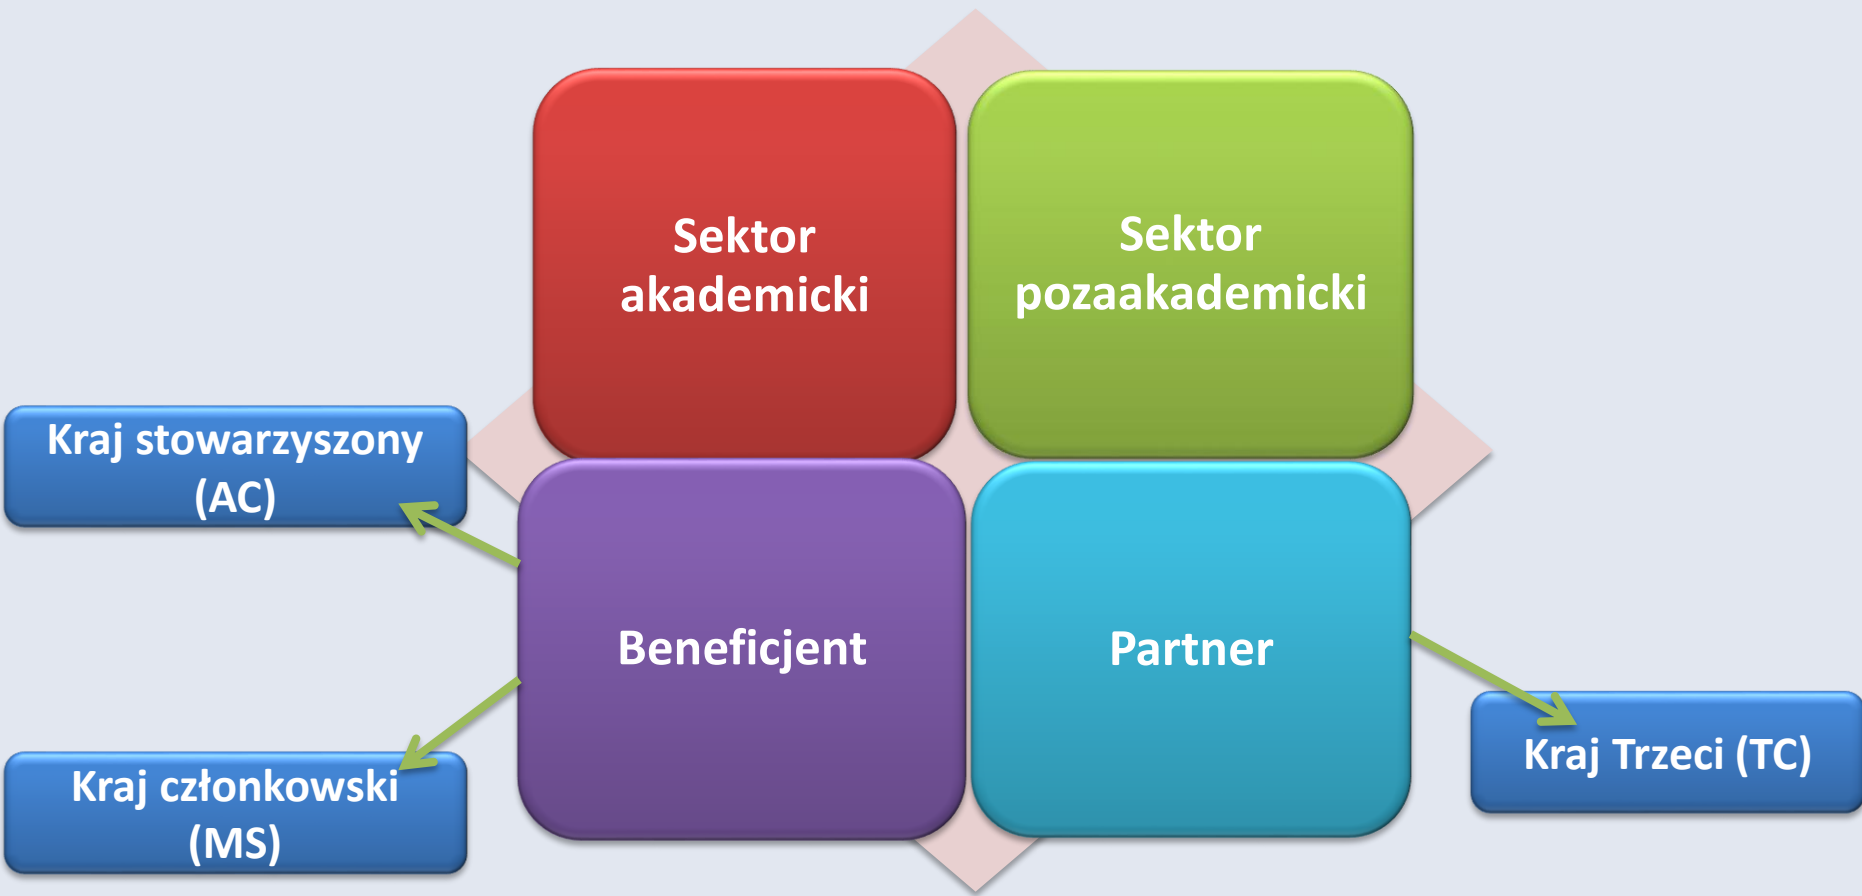 Sektor
akademicki
Sektor
pozaakademicki
Kraj stowarzyszony
(AC)
Beneficjent
Partner
Kraj członkowski
(MS)
Kraj Trzeci (TC)